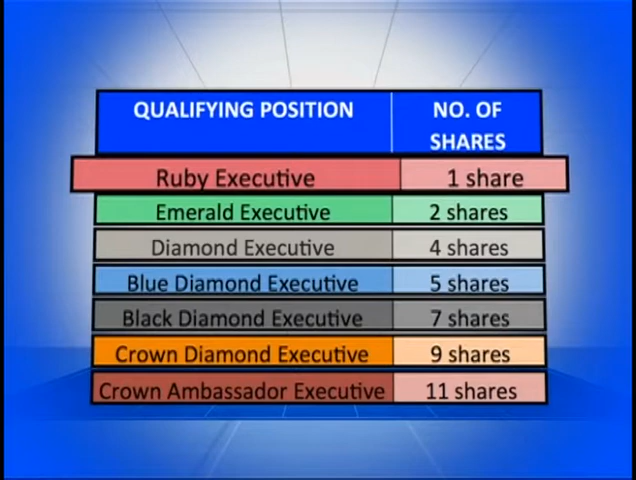 QUALIFYING POSITION NO. OF
SHARES
Ruby Executive 1 share
Emerald Executive 2 shares
Diamond Executive 4 shares
Blue Diamond Executive 5 shares
Black Diamond Executive 7 shares
Crown Diamond Executive 9 shares
Crown Ambassador Executive 11 shares